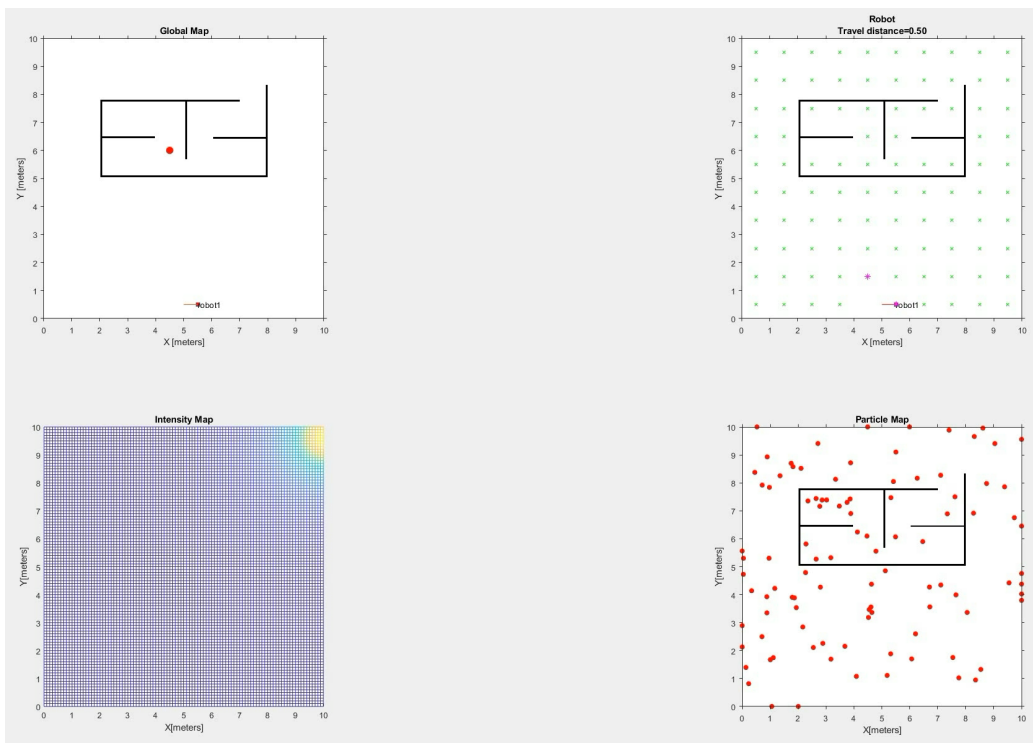 Global Map
10
9
8
7
6
5
4
3
2
1
0
Y [meters]
robot1
0 1 2 3 4 5 6 7 8 9 10
X [meters]
Robot
Travel distance=0.50
10
9
8
7
6
5
4
3
2
1
0
Y [meters]
robot1
0 1 2 3 4 5 6 7 8 9 10
X [meters]
Intensity Map
10
9
8
7
6
5
4
3
2
1
0
Y[meters]
0 1 2 3 4 5 6 7 8 9 10
X[meters]
Particle Map
10
9
8
7
6
5
4
3
2
1
0
Y[meters]
0 1 2 3 4 5 6 7 8 9 10
X[meters]